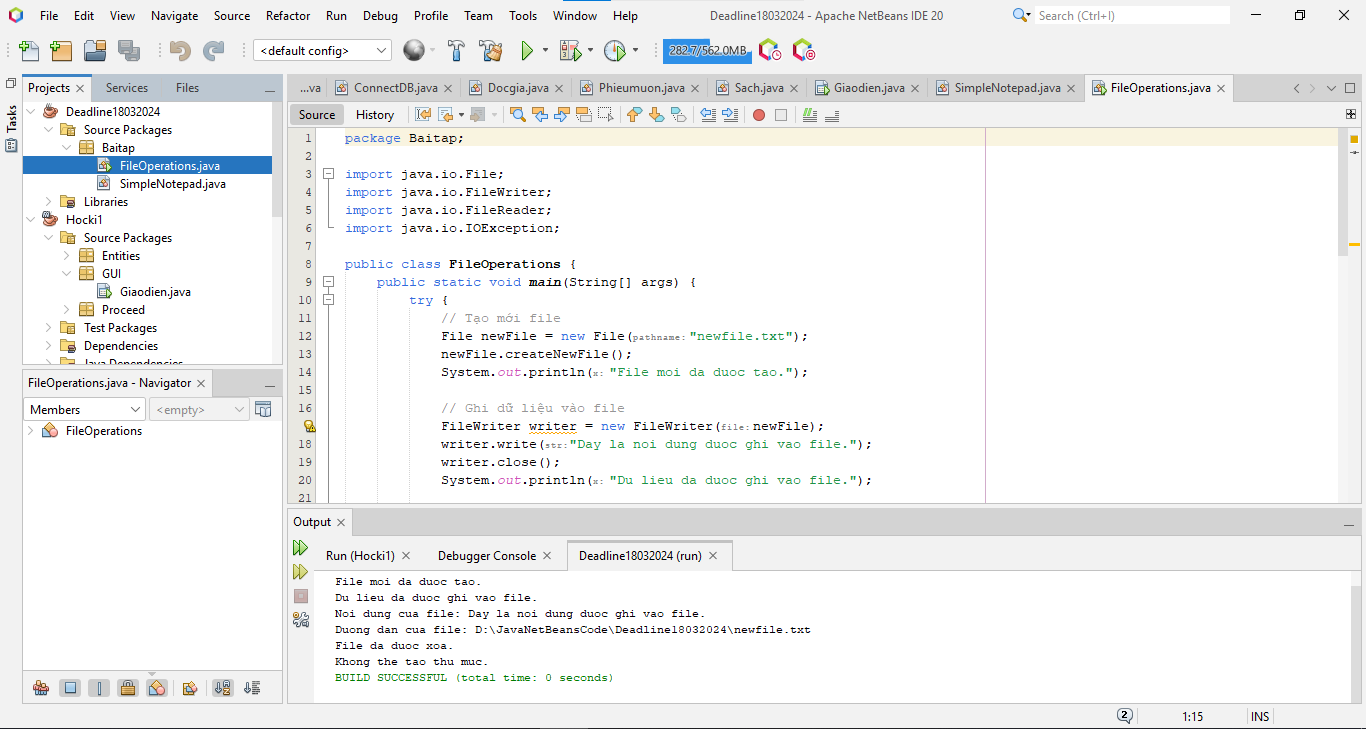 File Edit View Navigate Source Refactor Run Debug Profile Team Tools Window Help Deadline18032024 - Apache NetBeans IDE 20 Search (Ctrl+I)
<default config> 282.7/562.0MB
Tasks
Projects Services Files
Deadline18032024
Source Packages
Baitap
FileOperations.java
SimpleNotepad.java
Libraries
Hocki1
Source Packages
Entities
GUI
Giaodien.java
Proceed
Test Packages
Dependencies
Java Dependencies
FileOperations.java - Navigator
Members <empty>
FileOperations
...va ConnectDB.java Docgia.java Phieumuon.java Sach.java Giaodien.java SimpleNotepad.java FileOperations.java
Source History
1 package Baitap;
2
3 import java.io.File;
4 import java.io.FileWriter;
5 import java.io.FileReader;
6 import java.io.IOException;
7
8 public class FileOperations {
9 public static void main(String[] args) {
10 try {
11 // Tạo mới file
12 File newFile = new File(pathname: "newfile.txt");
13 newFile.createNewFile();
14 System.out.println(x: "File moi da duoc tao.");
15
16 // Ghi dữ liệu vào file
FileWriter writer = new FileWriter(file: newFile);
18 writer.write(str: "Day la noi dung duoc ghi vao file.");
19 writer.close();
20 System.out.println(x: "Du lieu da duoc ghi vao file.");
21
Output
Run (Hocki1) Debugger Console Deadline18032024 (run)
File moi da duoc tao.
Du lieu da duoc ghi vao file.
Noi dung cua file: Day la noi dung duoc ghi vao file.
Duong dan cua file: D:\JavaNetBeansCode\Deadline18032024\newfile.txt
File da duoc xoa.
Khong the tao thu muc.
BUILD SUCCESSFUL (total time: 0 seconds)
2 1:15 INS